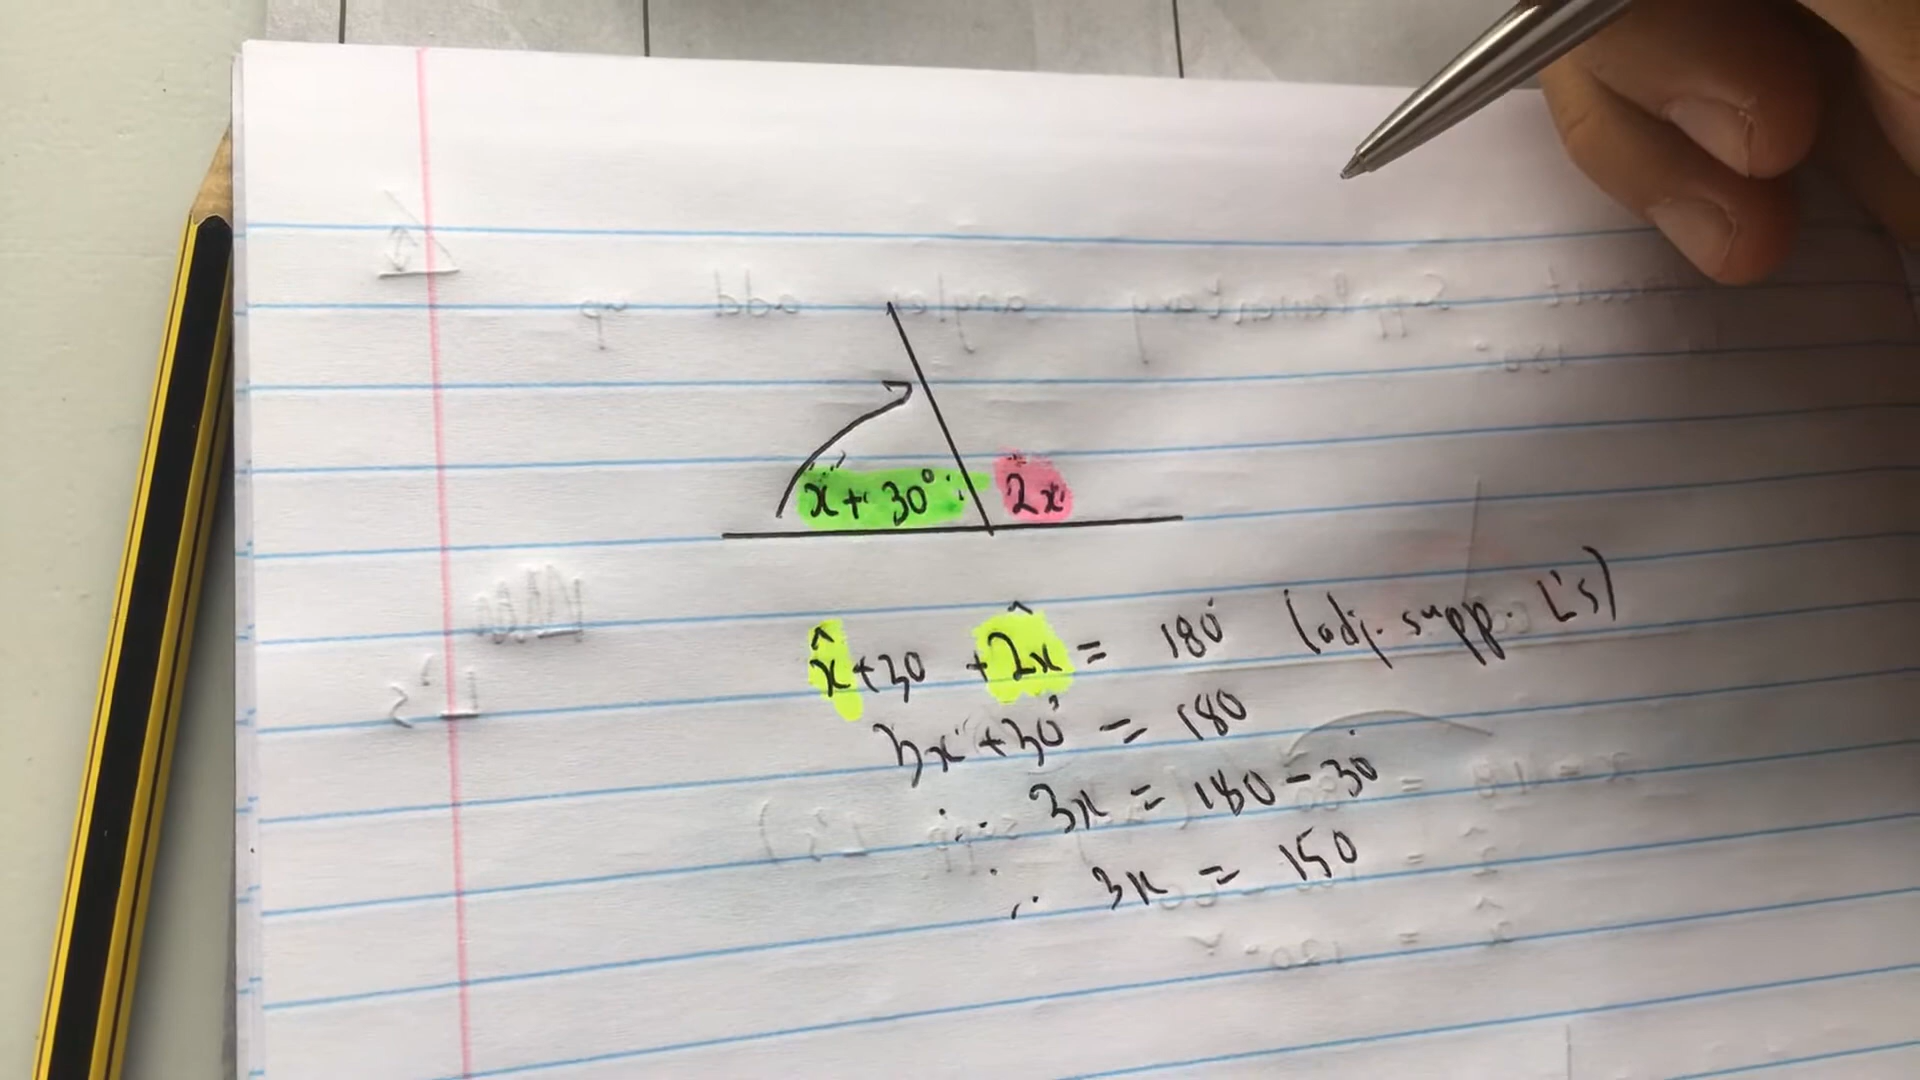 x + 30° 2x
x̂ + 30 + 2x̂ = 180° (adj. supp. L's)
3x + 30° = 180
∴ 3x = 180 - 30°
∴ 3x = 150